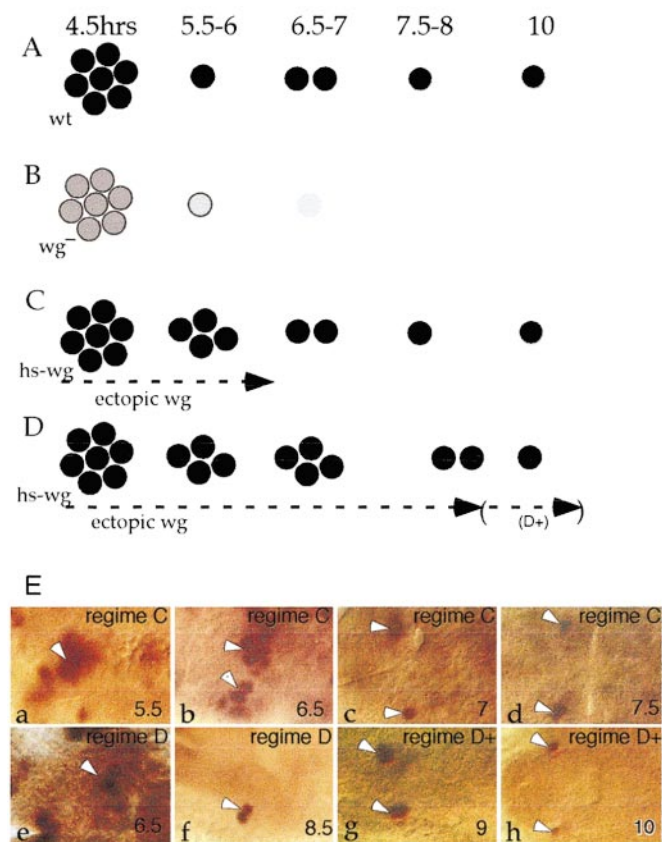 4.5hrs 5.5-6 6.5-7 7.5-8 10
A
wt
B
wg⁻
C
hs-wg
ectopic wg
D
hs-wg
ectopic wg
( (D+) )
E
regime C regime C regime C regime C
a 5.5 b 6.5 c 7 d 7.5
regime D regime D regime D+ regime D+
e 6.5 f 8.5 g 9 h 10